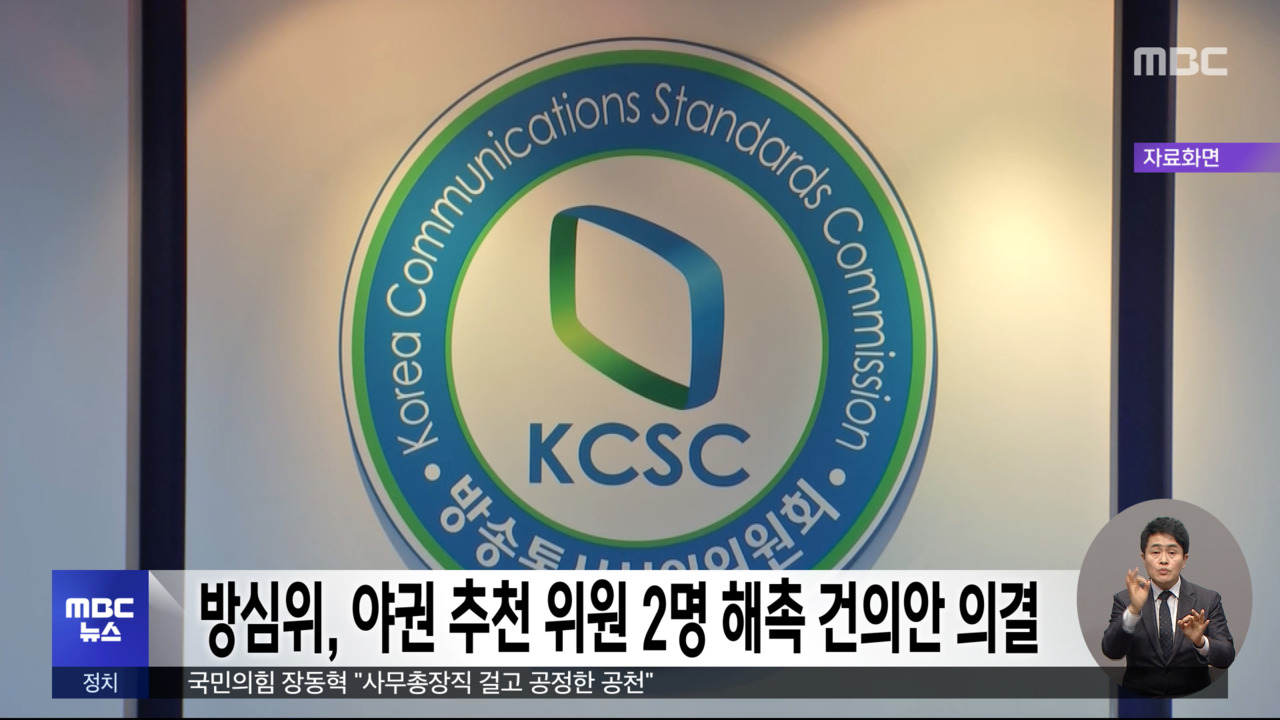 MBC
자료화면
Korea Communications Standards Commission
KCSC
MBC
뉴스
방심위, 야권 추천 위원 2명 해촉 건의안 의결
정치
국민의힘 장동혁 "사무총장직 걸고 공정한 공천"